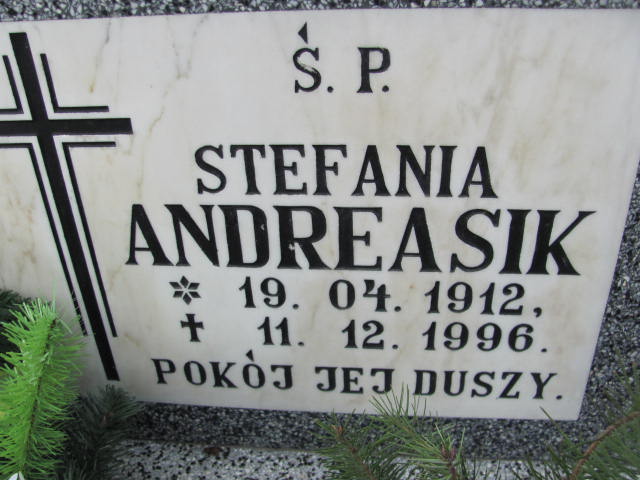 Ś. P.
STEFANIA
ANDREASIK
* 19. 04. 1912,
✝ 11. 12. 1996.
POKÓJ JEJ DUSZY.